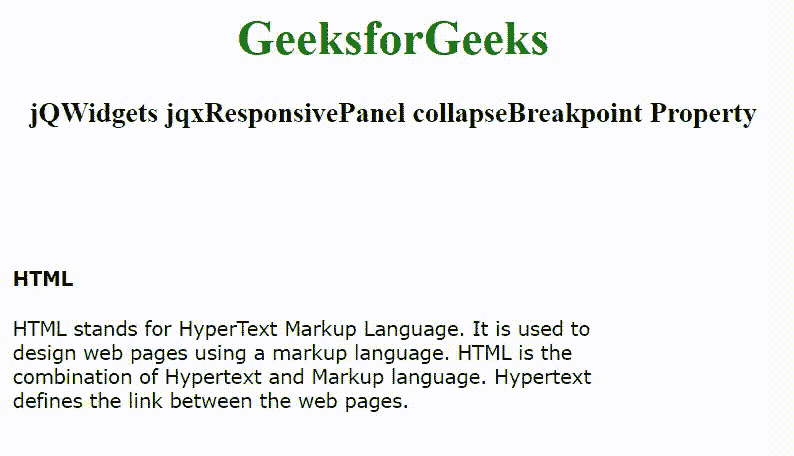 GeeksforGeeks
jQWidgets jqxResponsivePanel collapseBreakpoint Property
HTML
HTML stands for HyperText Markup Language. It is used to
design web pages using a markup language. HTML is the
combination of Hypertext and Markup language. Hypertext
defines the link between the web pages.